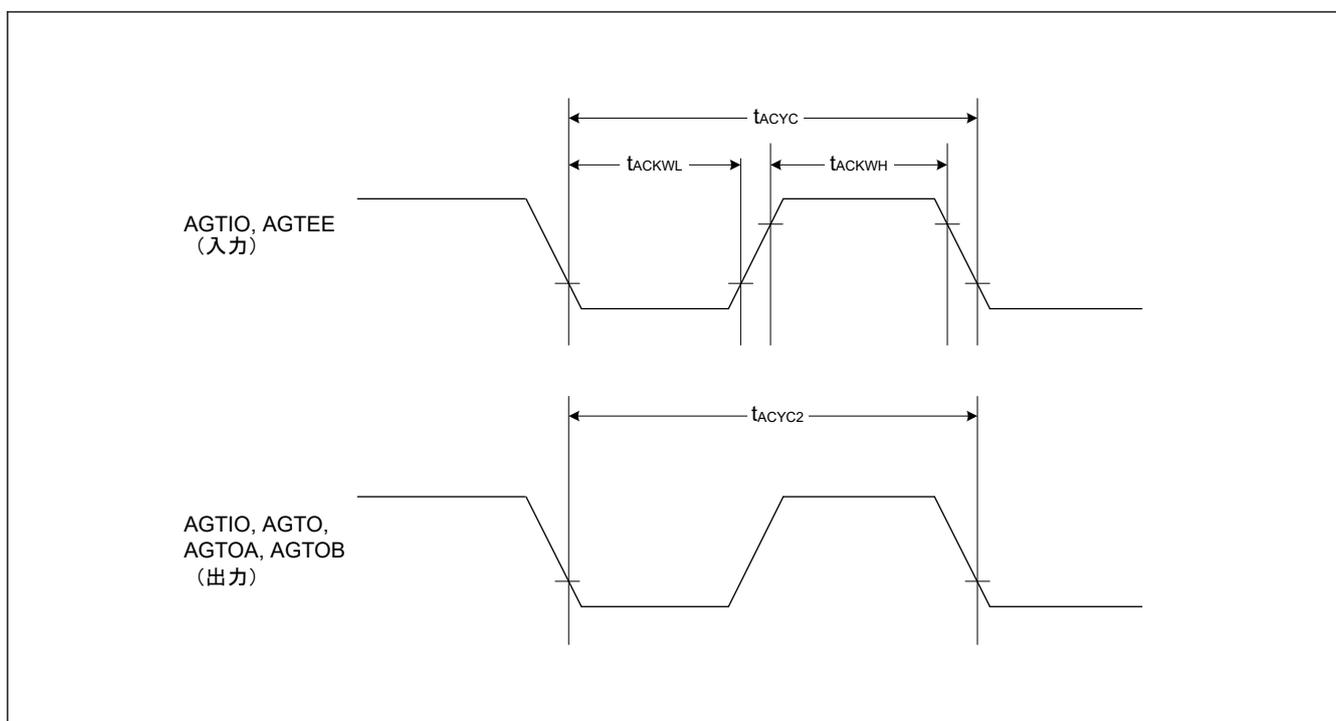 tACYC
tACKWL
tACKWH
AGTIO, AGTEE
（入力）
tACYC2
AGTIO, AGTO,
AGTOA, AGTOB
（出力）